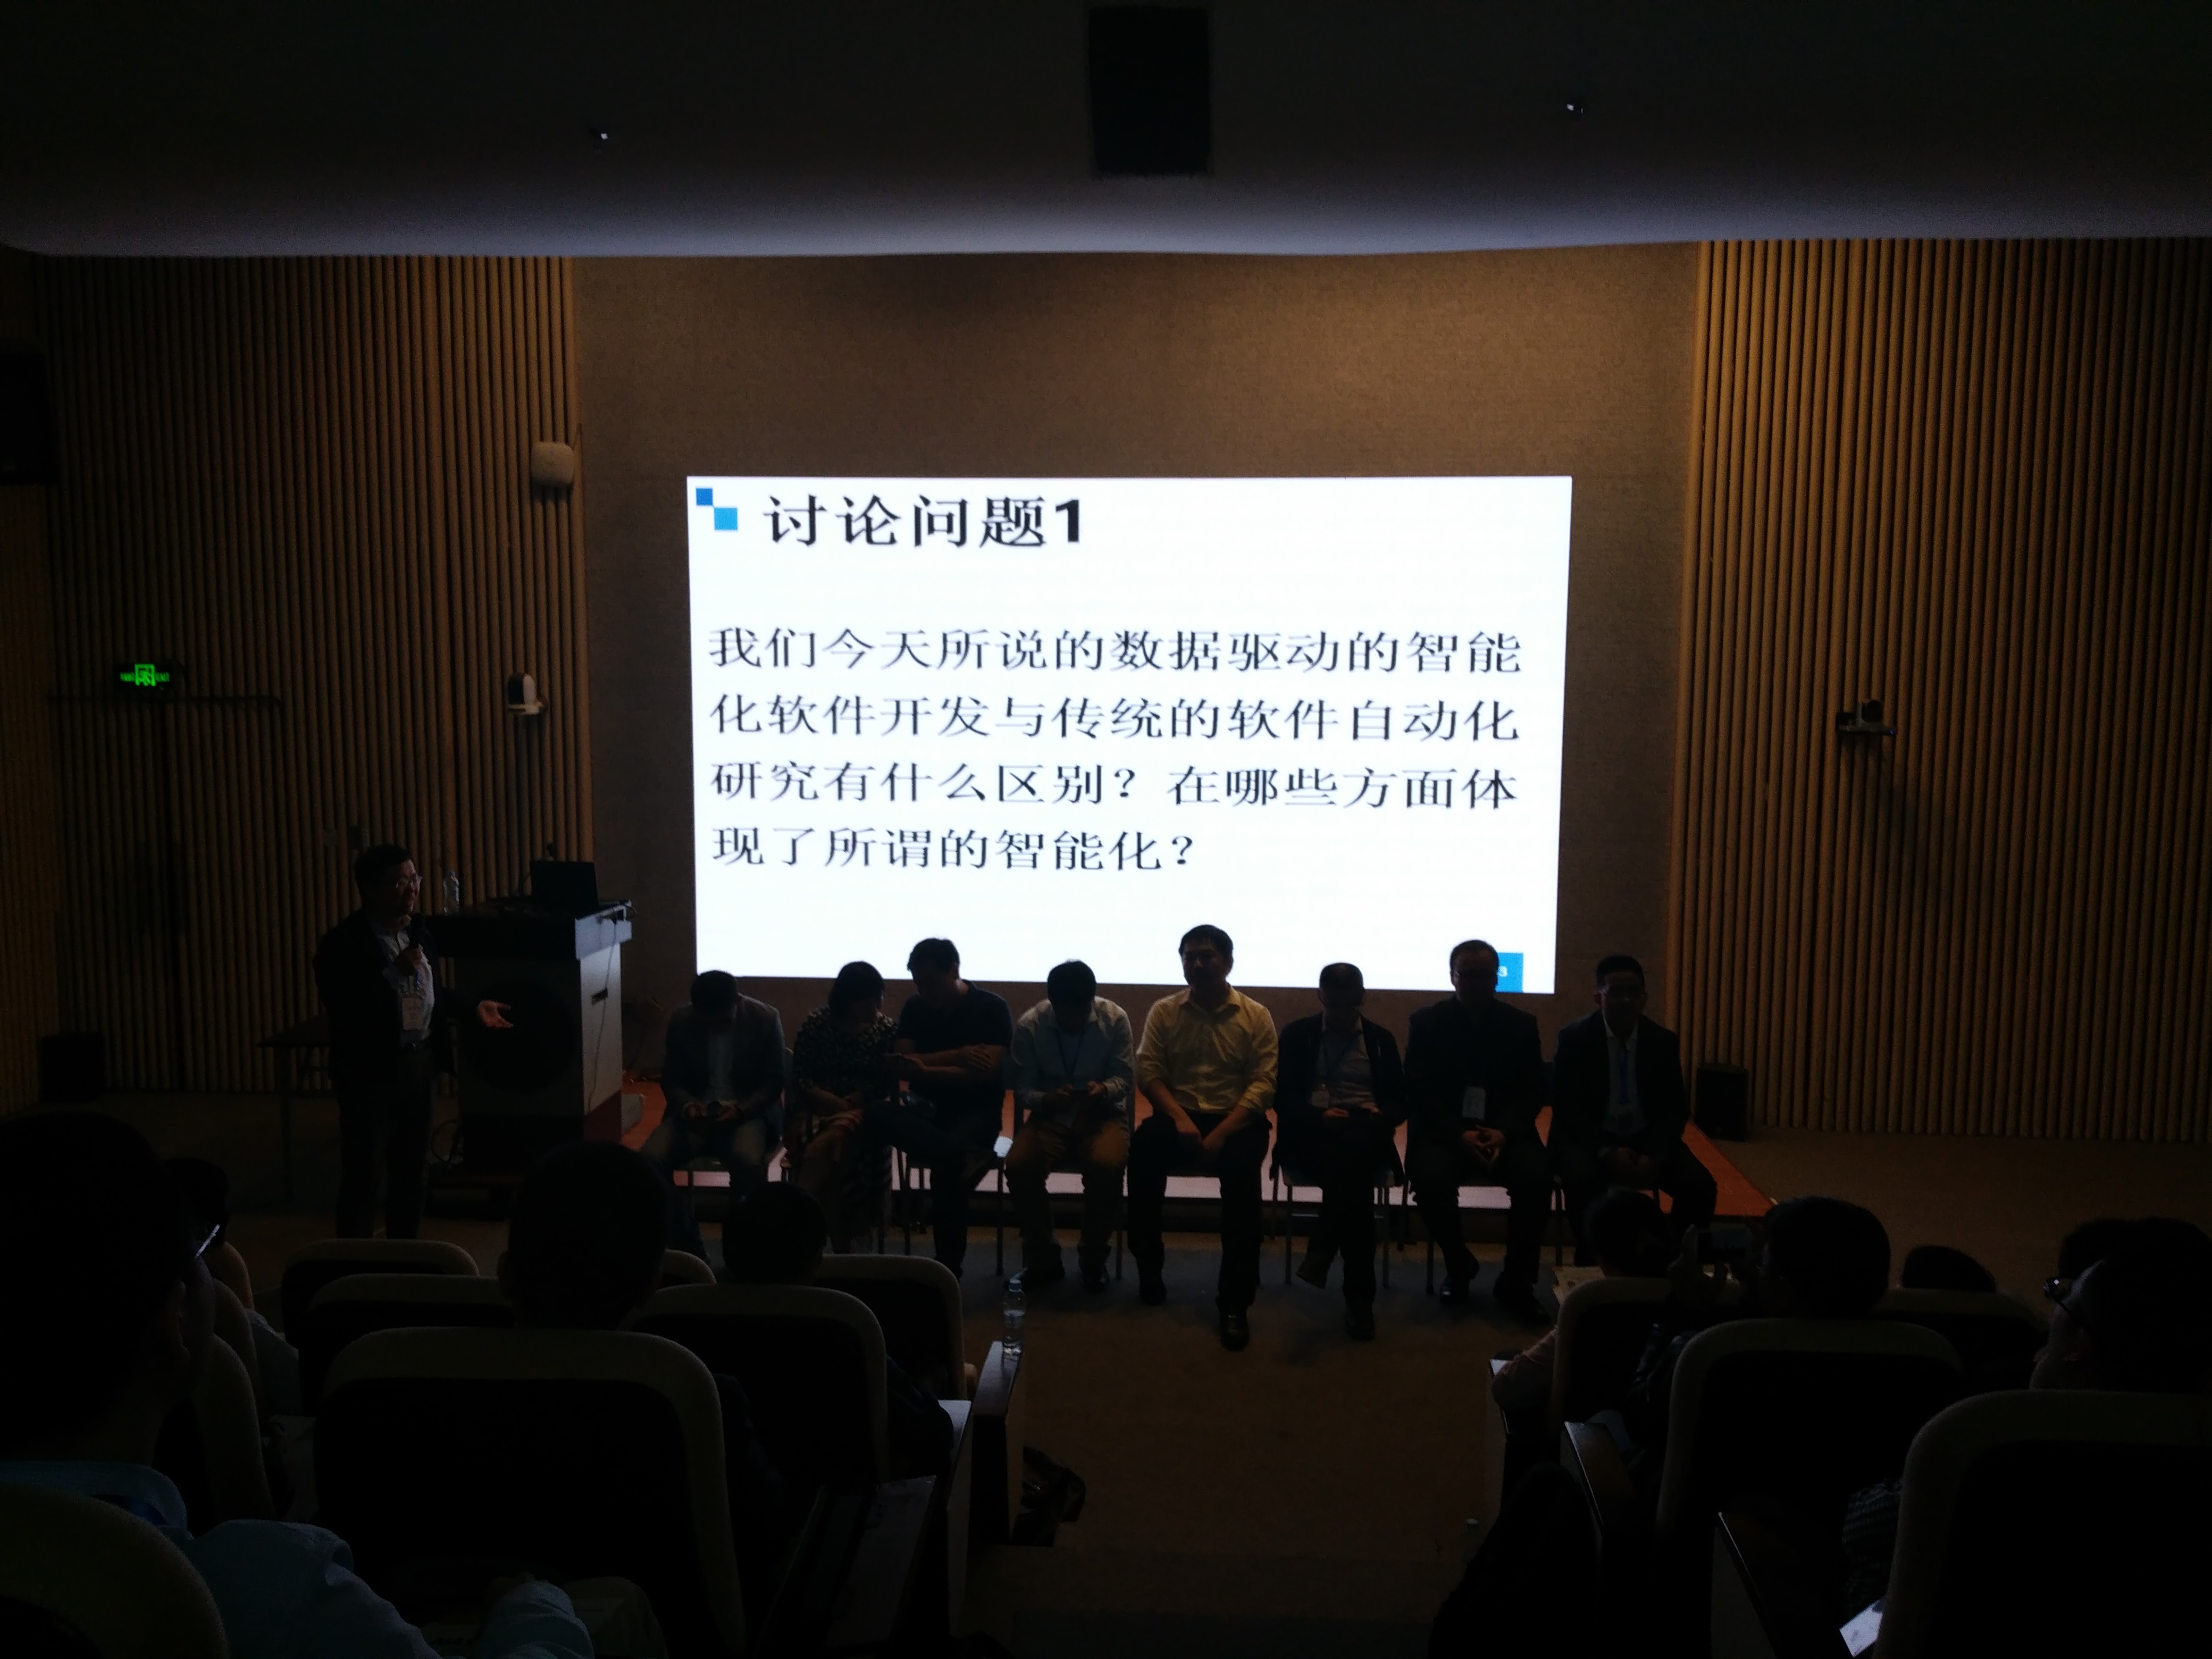 讨论问题1
我们今天所说的数据驱动的智能
化软件开发与传统的软件自动化
研究有什么区别？在哪些方面体
现了所谓的智能化？
3